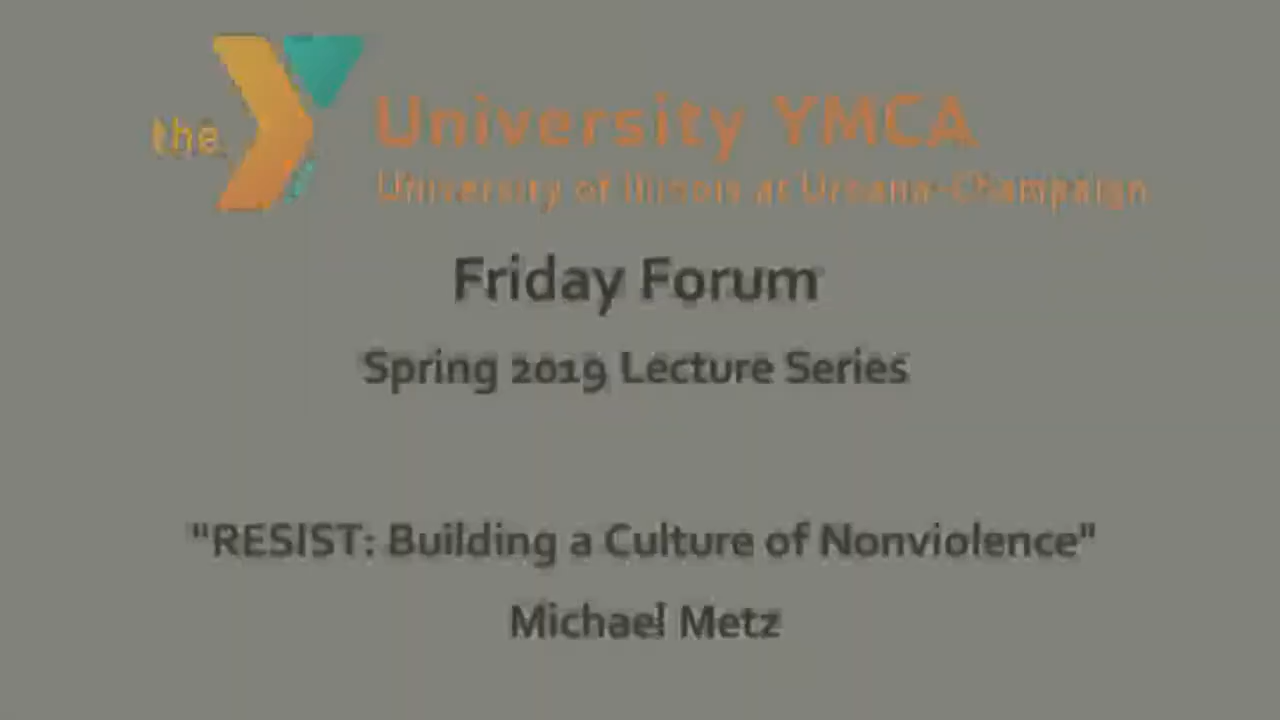 the
University YMCA
University of Illinois at Urbana-Champaign
Friday Forum
Spring 2019 Lecture Series
"RESIST: Building a Culture of Nonviolence"
Michael Metz